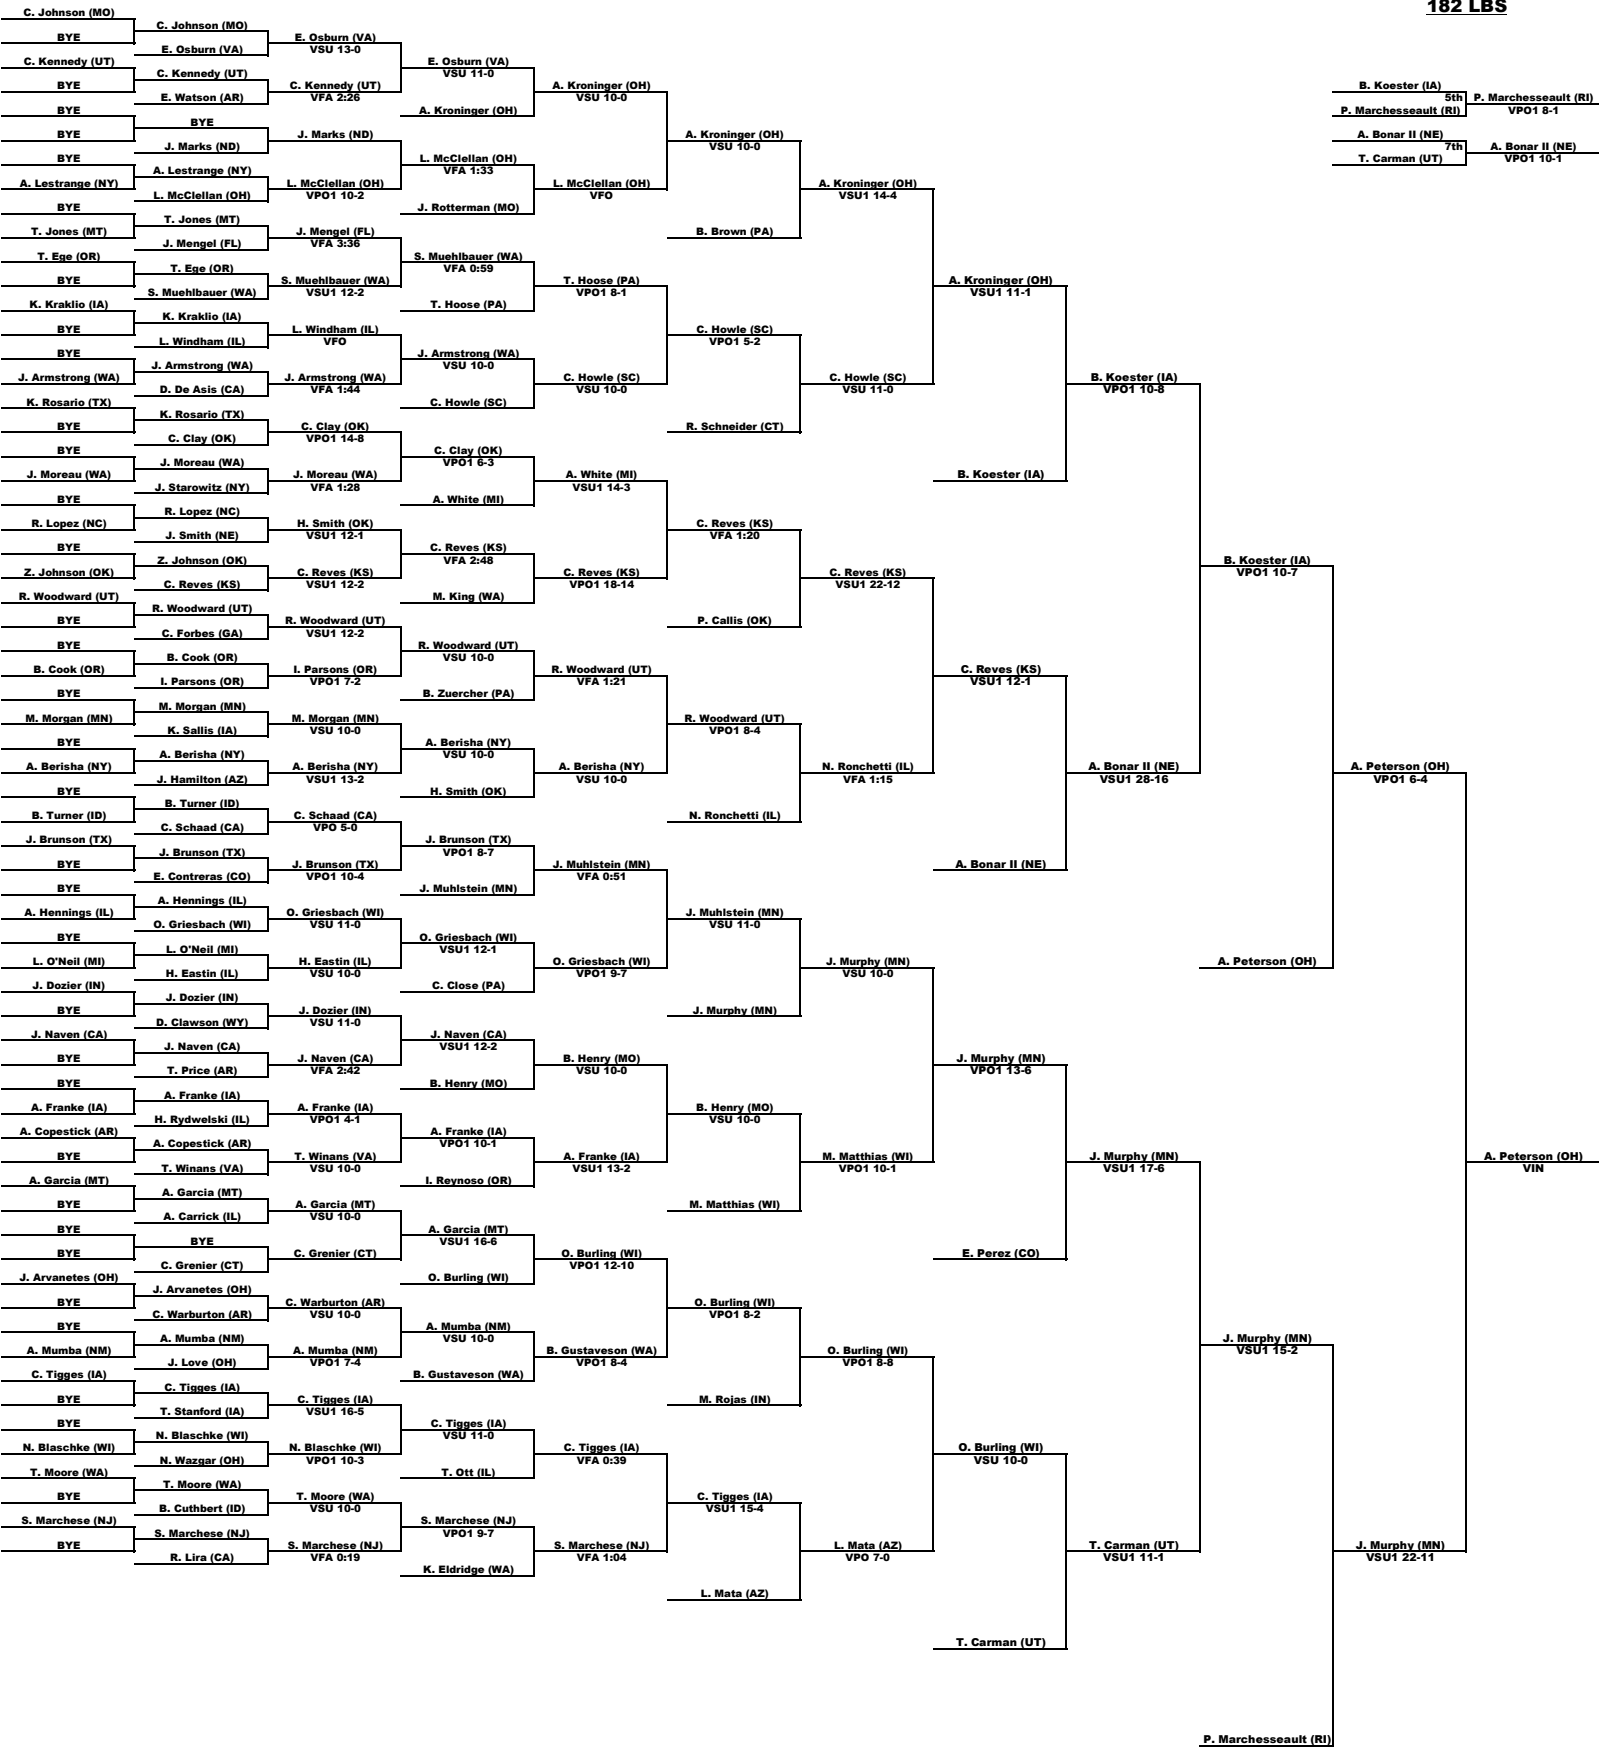 182 LBS
C. Johnson (MO)
BYE
C. Kennedy (UT)
BYE
BYE
BYE
BYE
A. Lestrange (NY)
BYE
T. Jones (MT)
T. Ege (OR)
BYE
K. Kraklio (IA)
BYE
BYE
J. Armstrong (WA)
K. Rosario (TX)
BYE
BYE
J. Moreau (WA)
BYE
R. Lopez (NC)
BYE
Z. Johnson (OK)
R. Woodward (UT)
BYE
BYE
B. Cook (OR)
BYE
M. Morgan (MN)
BYE
A. Berisha (NY)
BYE
B. Turner (ID)
J. Brunson (TX)
BYE
BYE
A. Hennings (IL)
BYE
L. O'Neil (MI)
J. Dozier (IN)
BYE
J. Naven (CA)
BYE
BYE
A. Franke (IA)
A. Copestick (AR)
BYE
A. Garcia (MT)
BYE
BYE
BYE
J. Arvanetes (OH)
BYE
BYE
A. Mumba (NM)
C. Tigges (IA)
BYE
BYE
N. Blaschke (WI)
T. Moore (WA)
BYE
S. Marchese (NJ)
BYE
C. Johnson (MO)
E. Osburn (VA)
C. Kennedy (UT)
E. Watson (AR)
BYE
J. Marks (ND)
A. Lestrange (NY)
L. McClellan (OH)
T. Jones (MT)
J. Mengel (FL)
T. Ege (OR)
S. Muehlbauer (WA)
K. Kraklio (IA)
L. Windham (IL)
J. Armstrong (WA)
D. De Asis (CA)
K. Rosario (TX)
C. Clay (OK)
J. Moreau (WA)
J. Starowitz (NY)
R. Lopez (NC)
J. Smith (NE)
Z. Johnson (OK)
C. Reves (KS)
R. Woodward (UT)
C. Forbes (GA)
B. Cook (OR)
I. Parsons (OR)
M. Morgan (MN)
K. Sallis (IA)
A. Berisha (NY)
J. Hamilton (AZ)
B. Turner (ID)
C. Schaad (CA)
J. Brunson (TX)
E. Contreras (CO)
A. Hennings (IL)
O. Griesbach (WI)
L. O'Neil (MI)
H. Eastin (IL)
J. Dozier (IN)
D. Clawson (WY)
J. Naven (CA)
T. Price (AR)
A. Franke (IA)
H. Rydwelski (IL)
A. Copestick (AR)
T. Winans (VA)
A. Garcia (MT)
A. Carrick (IL)
BYE
C. Grenier (CT)
J. Arvanetes (OH)
C. Warburton (AR)
A. Mumba (NM)
J. Love (OH)
C. Tigges (IA)
T. Stanford (IA)
N. Blaschke (WI)
N. Wazgar (OH)
T. Moore (WA)
B. Cuthbert (ID)
S. Marchese (NJ)
R. Lira (CA)
E. Osburn (VA)
VSU 13-0
C. Kennedy (UT)
VFA 2:26
J. Marks (ND)
L. McClellan (OH)
VPO1 10-2
J. Mengel (FL)
VFA 3:36
S. Muehlbauer (WA)
VSU1 12-2
L. Windham (IL)
VFO
J. Armstrong (WA)
VFA 1:44
C. Clay (OK)
VPO1 14-8
J. Moreau (WA)
VFA 1:28
H. Smith (OK)
VSU1 12-1
C. Reves (KS)
VSU1 12-2
R. Woodward (UT)
VSU1 12-2
I. Parsons (OR)
VPO1 7-2
M. Morgan (MN)
VSU 10-0
A. Berisha (NY)
VSU1 13-2
C. Schaad (CA)
VPO 5-0
J. Brunson (TX)
VPO1 10-4
O. Griesbach (WI)
VSU 11-0
H. Eastin (IL)
VSU 10-0
J. Dozier (IN)
VSU 11-0
J. Naven (CA)
VFA 2:42
A. Franke (IA)
VPO1 4-1
T. Winans (VA)
VSU 10-0
A. Garcia (MT)
VSU 10-0
C. Grenier (CT)
C. Warburton (AR)
VSU 10-0
A. Mumba (NM)
VPO1 7-4
C. Tigges (IA)
VSU1 16-5
N. Blaschke (WI)
VPO1 10-3
T. Moore (WA)
VSU 10-0
S. Marchese (NJ)
VFA 0:19
E. Osburn (VA)
VSU 11-0
A. Kroninger (OH)
L. McClellan (OH)
VFA 1:33
J. Rotterman (MO)
S. Muehlbauer (WA)
VFA 0:59
T. Hoose (PA)
J. Armstrong (WA)
VSU 10-0
C. Howle (SC)
C. Clay (OK)
VPO1 6-3
A. White (MI)
C. Reves (KS)
VFA 2:48
M. King (WA)
R. Woodward (UT)
VSU 10-0
B. Zuercher (PA)
A. Berisha (NY)
VSU 10-0
H. Smith (OK)
J. Brunson (TX)
VPO1 8-7
J. Muhlstein (MN)
O. Griesbach (WI)
VSU1 12-1
C. Close (PA)
J. Naven (CA)
VSU1 12-2
B. Henry (MO)
A. Franke (IA)
VPO1 10-1
I. Reynoso (OR)
A. Garcia (MT)
VSU1 16-6
O. Burling (WI)
A. Mumba (NM)
VSU 10-0
B. Gustaveson (WA)
C. Tigges (IA)
VSU 11-0
T. Ott (IL)
S. Marchese (NJ)
VPO1 9-7
K. Eldridge (WA)
A. Kroninger (OH)
VSU 10-0
L. McClellan (OH)
VFO
T. Hoose (PA)
VPO1 8-1
C. Howle (SC)
VSU 10-0
A. White (MI)
VSU1 14-3
C. Reves (KS)
VPO1 18-14
R. Woodward (UT)
VFA 1:21
A. Berisha (NY)
VSU 10-0
J. Muhlstein (MN)
VFA 0:51
O. Griesbach (WI)
VPO1 9-7
B. Henry (MO)
VSU 10-0
A. Franke (IA)
VSU1 13-2
O. Burling (WI)
VPO1 12-10
B. Gustaveson (WA)
VPO1 8-4
C. Tigges (IA)
VFA 0:39
S. Marchese (NJ)
VFA 1:04
A. Kroninger (OH)
VSU 10-0
B. Brown (PA)
C. Howle (SC)
VPO1 5-2
R. Schneider (CT)
C. Reves (KS)
VFA 1:20
P. Callis (OK)
R. Woodward (UT)
VPO1 8-4
N. Ronchetti (IL)
J. Muhlstein (MN)
VSU 11-0
J. Murphy (MN)
B. Henry (MO)
VSU 10-0
M. Matthias (WI)
O. Burling (WI)
VPO1 8-2
M. Rojas (IN)
C. Tigges (IA)
VSU1 15-4
L. Mata (AZ)
A. Kroninger (OH)
VSU1 14-4
C. Howle (SC)
VSU 11-0
C. Reves (KS)
VSU1 22-12
N. Ronchetti (IL)
VFA 1:15
J. Murphy (MN)
VSU 10-0
M. Matthias (WI)
VPO1 10-1
O. Burling (WI)
VPO1 8-8
L. Mata (AZ)
VPO 7-0
A. Kroninger (OH)
VSU1 11-1
B. Koester (IA)
C. Reves (KS)
VSU1 12-1
A. Bonar II (NE)
J. Murphy (MN)
VPO1 13-6
E. Perez (CO)
O. Burling (WI)
VSU 10-0
T. Carman (UT)
B. Koester (IA)
VPO1 10-8
A. Bonar II (NE)
VSU1 28-16
J. Murphy (MN)
VSU1 17-6
T. Carman (UT)
VSU1 11-1
B. Koester (IA)
VPO1 10-7
A. Peterson (OH)
J. Murphy (MN)
VSU1 15-2
P. Marchesseault (RI)
A. Peterson (OH)
VPO1 6-4
J. Murphy (MN)
VSU1 22-11
A. Peterson (OH)
VIN
B. Koester (IA)
5th
P. Marchesseault (RI)
P. Marchesseault (RI)
VPO1 8-1
A. Bonar II (NE)
7th
T. Carman (UT)
A. Bonar II (NE)
VPO1 10-1